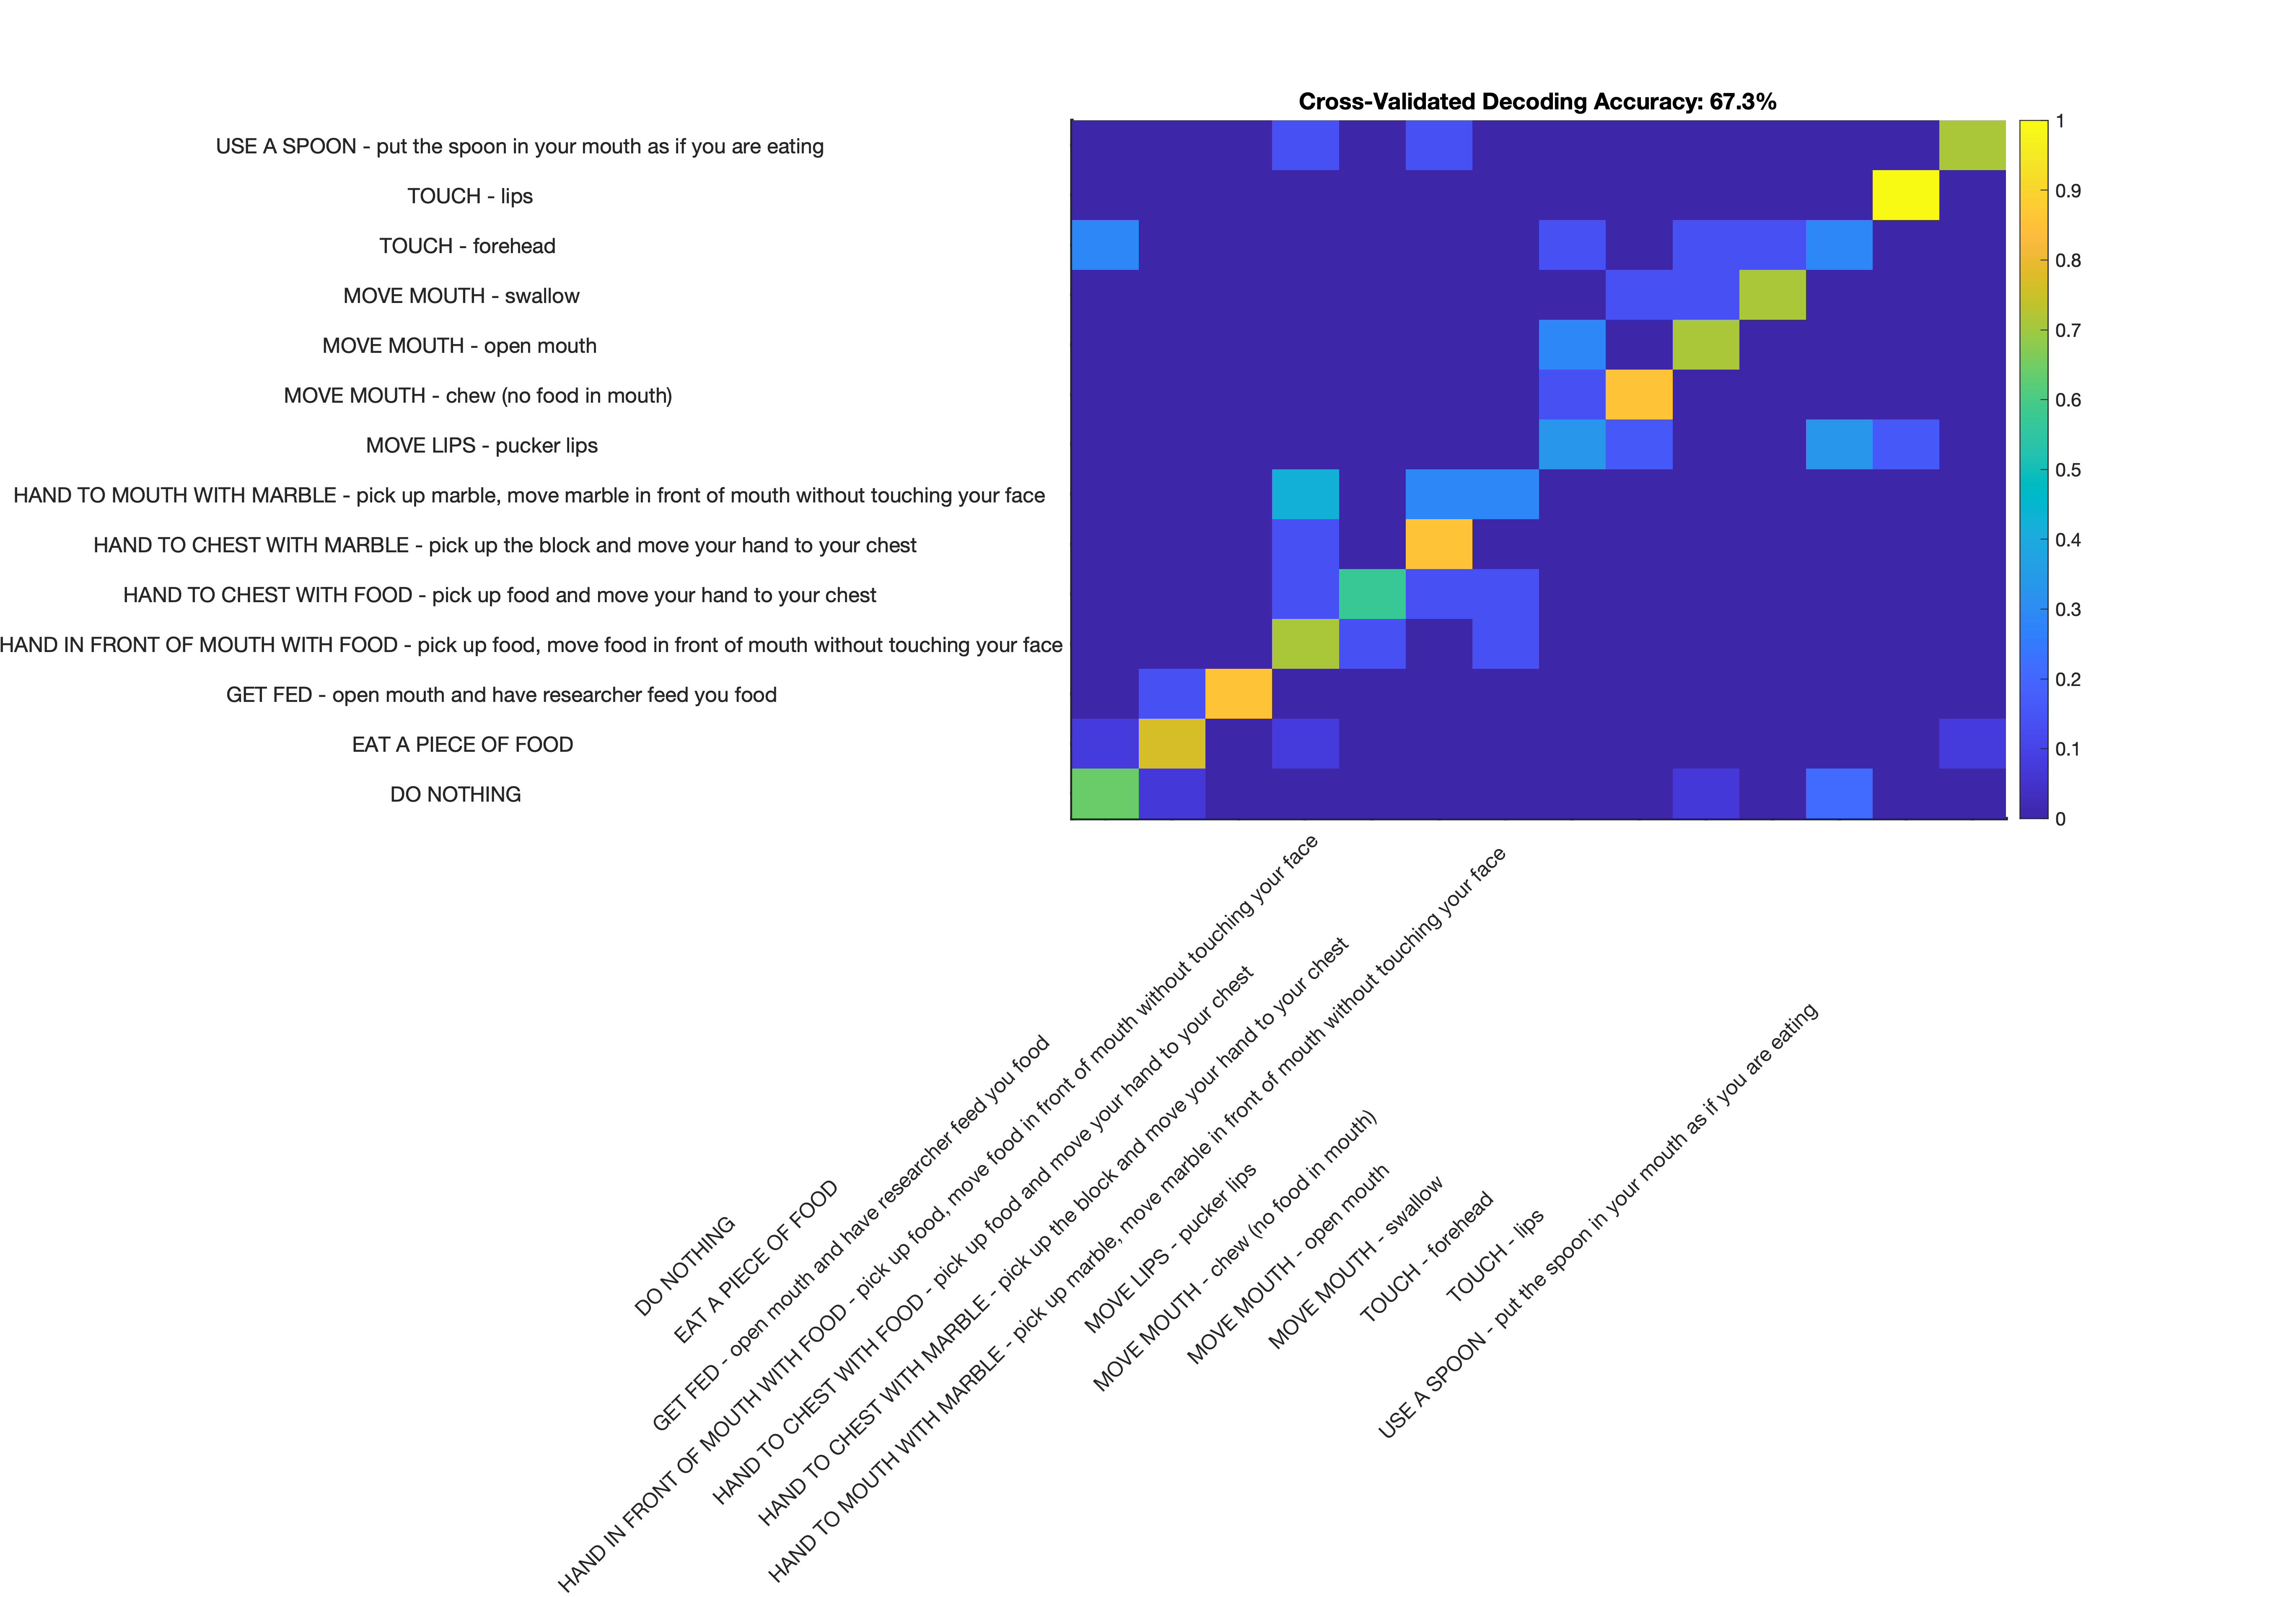 Cross-Validated Decoding Accuracy: 67.3%
USE A SPOON - put the spoon in your mouth as if you are eating
TOUCH - lips
TOUCH - forehead
MOVE MOUTH - swallow
MOVE MOUTH - open mouth
MOVE MOUTH - chew (no food in mouth)
MOVE LIPS - pucker lips
HAND TO MOUTH WITH MARBLE - pick up marble, move marble in front of mouth without touching your face
HAND TO CHEST WITH MARBLE - pick up the block and move your hand to your chest
HAND TO CHEST WITH FOOD - pick up food and move your hand to your chest
HAND IN FRONT OF MOUTH WITH FOOD - pick up food, move food in front of mouth without touching your face
GET FED - open mouth and have researcher feed you food
EAT A PIECE OF FOOD
DO NOTHING
1
0.9
0.8
0.7
0.6
0.5
0.4
0.3
0.2
0.1
0
DO NOTHING
EAT A PIECE OF FOOD
GET FED - open mouth and have researcher feed you food
HAND IN FRONT OF MOUTH WITH FOOD - pick up food, move food in front of mouth without touching your face
HAND TO CHEST WITH FOOD - pick up food and move your hand to your chest
HAND TO CHEST WITH MARBLE - pick up the block and move your hand to your chest
HAND TO MOUTH WITH MARBLE - pick up marble, move marble in front of mouth without touching your face
MOVE LIPS - pucker lips
MOVE MOUTH - chew (no food in mouth)
MOVE MOUTH - open mouth
MOVE MOUTH - swallow
TOUCH - forehead
TOUCH - lips
USE A SPOON - put the spoon in your mouth as if you are eating